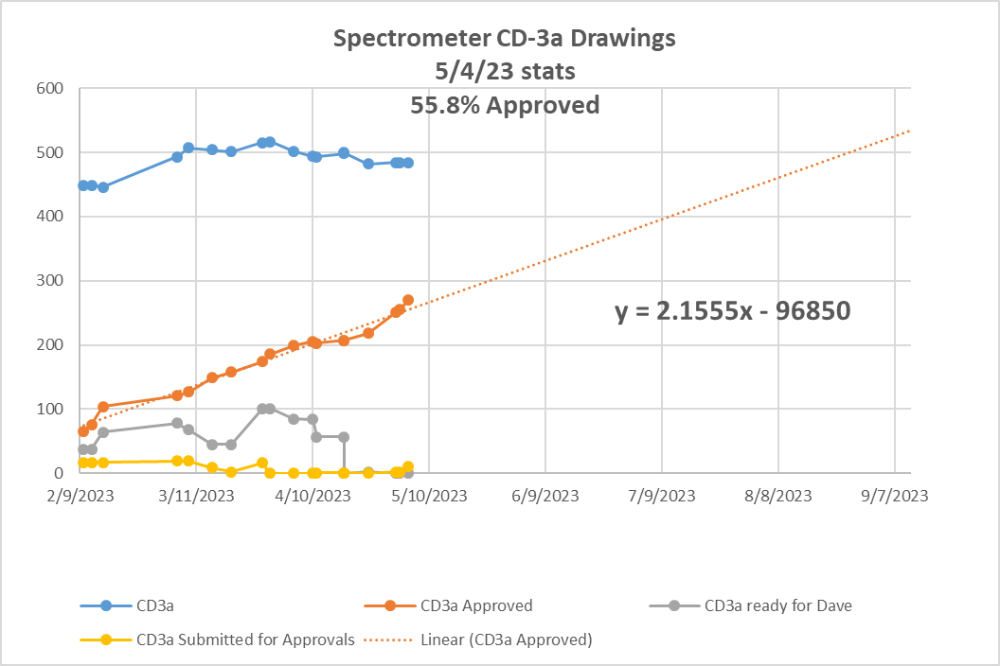 Spectrometer CD-3a Drawings
5/4/23 stats
55.8% Approved
600
500
400
300
200
100
0
y = 2.1555x - 96850
2/9/2023 3/11/2023 4/10/2023 5/10/2023 6/9/2023 7/9/2023 8/8/2023 9/7/2023
CD3a CD3a Approved CD3a ready for Dave
CD3a Submitted for Approvals Linear (CD3a Approved)